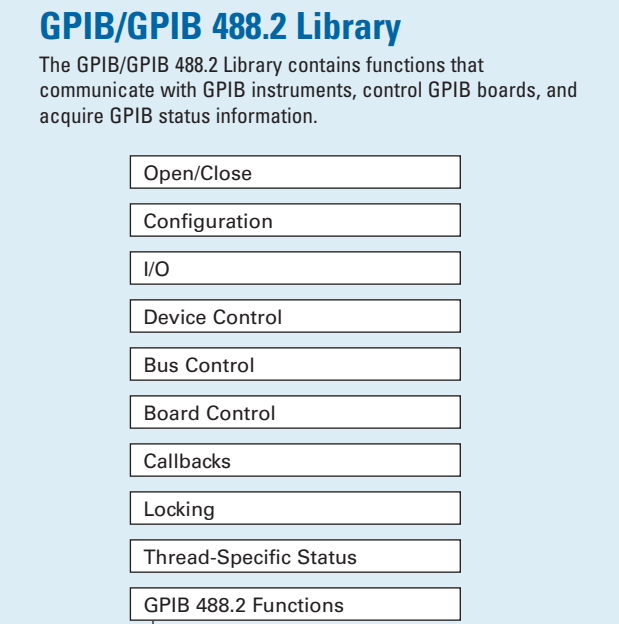 GPIB/GPIB 488.2 Library
The GPIB/GPIB 488.2 Library contains functions that
communicate with GPIB instruments, control GPIB boards, and
acquire GPIB status information.
Open/Close
Configuration
I/O
Device Control
Bus Control
Board Control
Callbacks
Locking
Thread-Specific Status
GPIB 488.2 Functions